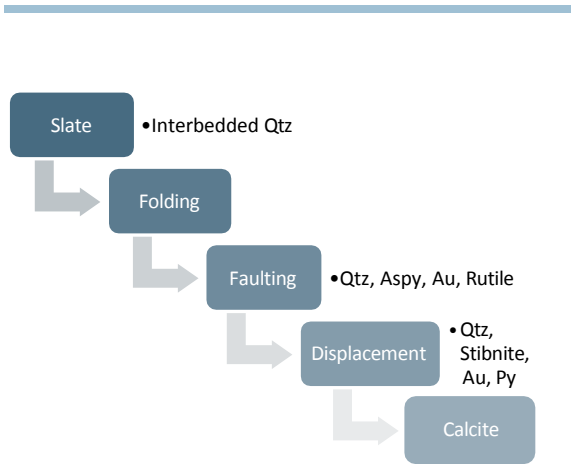 Slate
•Interbedded Qtz
Folding
Faulting
•Qtz, Aspy, Au, Rutile
Displacement
•Qtz,
Stibnite,
Au, Py
Calcite